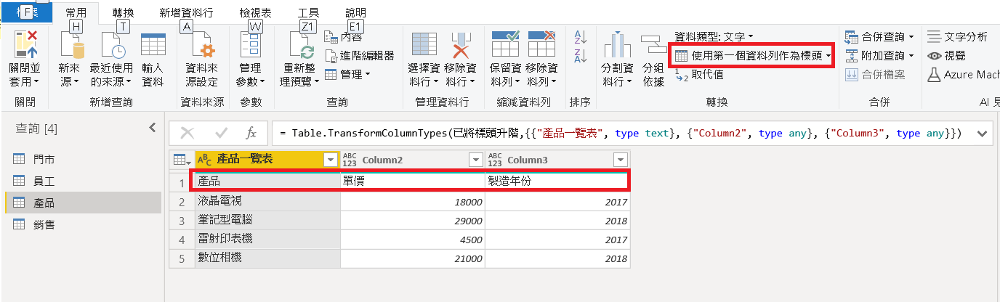 檔案 常用 轉換 新增資料行 檢視表 工具 說明
F H T A W Z1 E1
關閉並套用
關閉
新來源 最近使用的來源 輸入資料
新增查詢
資料來源設定
資料來源
管理參數
參數
重新整理預覽
內容
進階編輯器
管理
查詢
選擇資料行 移除資料行
管理資料行
保留資料列 移除資料列
縮減資料列
A Z
Z A
排序
分割資料行 分組依據
資料類型: 文字
使用第一個資料列作為標頭
1 2 取代值
轉換
合併查詢
附加查詢
合併檔案
合併
文字分析
視覺
Azure Mach
AI 見
查詢 [4]
門市
員工
產品
銷售
fx = Table.TransformColumnTypes(已將標頭升階,{{"產品一覽表", type text}, {"Column2", type any}, {"Column3", type any}})
ABC 產品一覽表 ABC 123 Column2 ABC 123 Column3
1 產品 單價 製造年份
2 液晶電視 18000 2017
3 筆記型電腦 29000 2018
4 雷射印表機 4500 2017
5 數位相機 21000 2018